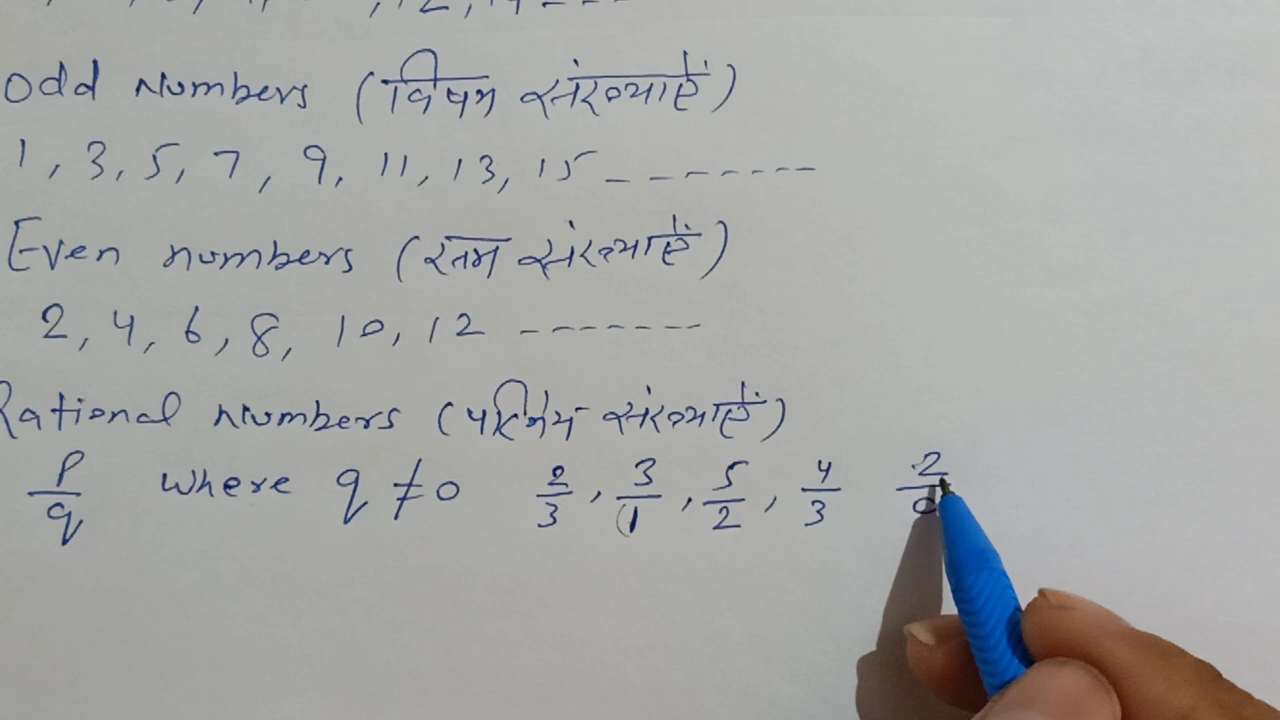 Odd Numbers (विषम संख्याएं)
1, 3, 5, 7, 9, 11, 13, 15 --------
Even numbers (सम संख्याएं)
2, 4, 6, 8, 10, 12 -------
Rational Numbers (परिमेय संख्याएं)
p/q where q ≠ 0 2/3, 3/1, 5/2, 4/3 2/0